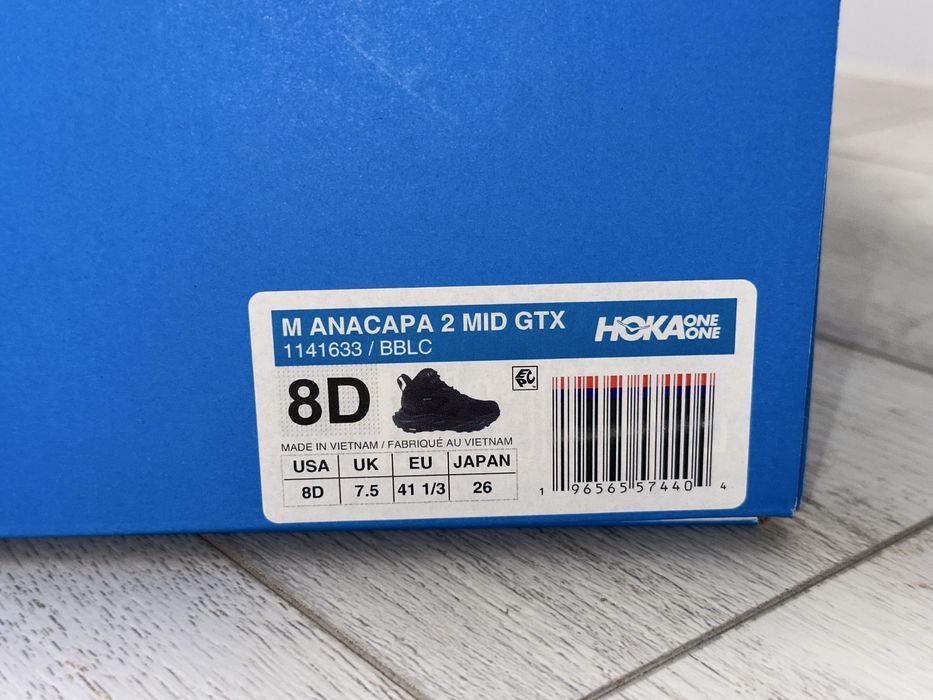 M ANACAPA 2 MID GTX
1141633 / BBLC
HOKA ONE ONE
8D
MADE IN VIETNAM / FABRIQUÉ AU VIETNAM
USA UK EU JAPAN
8D 7.5 41 1/3 26
1 96565 57440 4